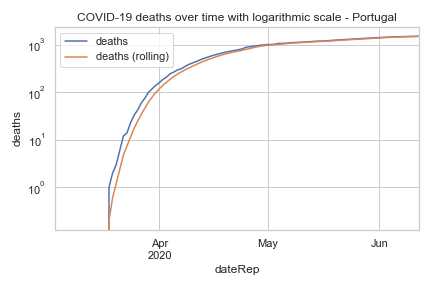 COVID-19 deaths over time with logarithmic scale - Portugal
deaths
deaths (rolling)
10³
10²
10¹
10⁰
deaths
Apr
2020
May
Jun
dateRep